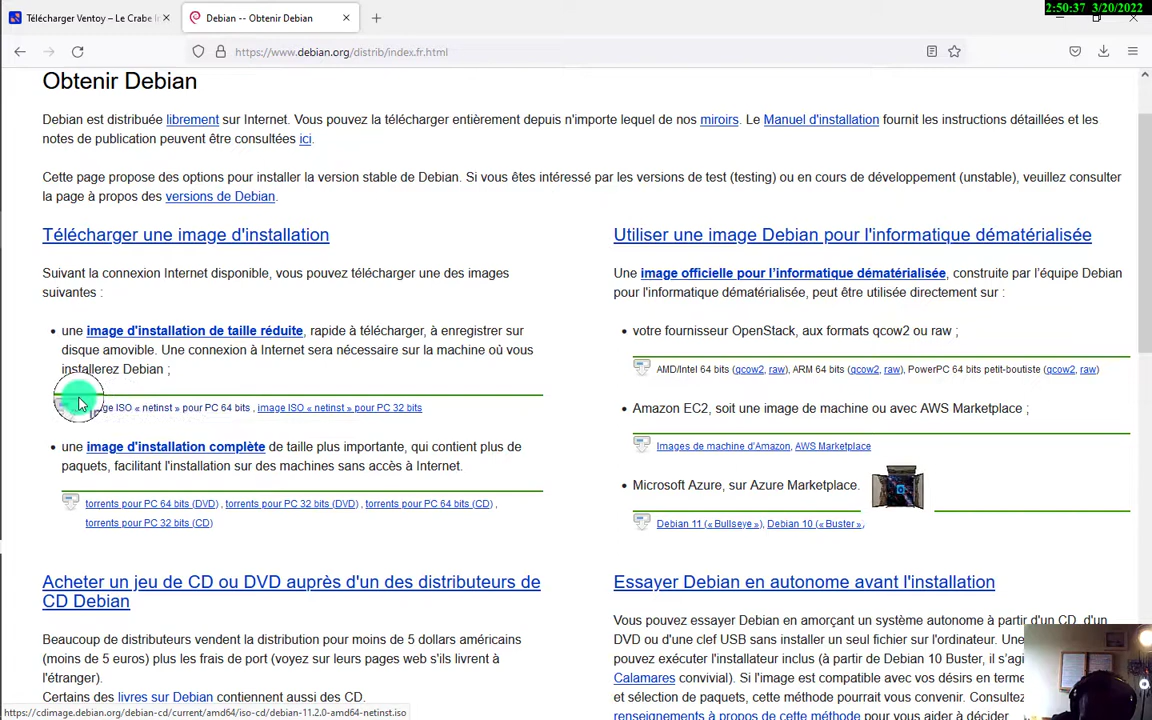 2:50:37 3/20/2022
Télécharger Ventoy – Le Crabe
Debian -- Obtenir Debian
https://www.debian.org/distrib/index.fr.html
Obtenir Debian
Debian est distribuée librement sur Internet. Vous pouvez la télécharger entièrement depuis n'importe lequel de nos miroirs. Le Manuel d'installation fournit les instructions détaillées et les
notes de publication peuvent être consultées ici.
Cette page propose des options pour installer la version stable de Debian. Si vous êtes intéressé par les versions de test (testing) ou en cours de développement (unstable), veuillez consulter
la page à propos des versions de Debian.
Télécharger une image d'installation
Suivant la connexion Internet disponible, vous pouvez télécharger une des images
suivantes :
une image d'installation de taille réduite, rapide à télécharger, à enregistrer sur
disque amovible. Une connexion à Internet sera nécessaire sur la machine où vous
installerez Debian ;
ISO « netinst » pour PC 64 bits , image ISO « netinst » pour PC 32 bits
une image d'installation complète de taille plus importante, qui contient plus de
paquets, facilitant l'installation sur des machines sans accès à Internet.
torrents pour PC 64 bits (DVD) , torrents pour PC 32 bits (DVD) , torrents pour PC 64 bits (CD) ,
torrents pour PC 32 bits (CD)
Acheter un jeu de CD ou DVD auprès d'un des distributeurs de
CD Debian
Beaucoup de distributeurs vendent la distribution pour moins de 5 dollars américains
(moins de 5 euros) plus les frais de port (voyez sur leurs pages web s'ils livrent à
l'étranger).
Certains des livres sur Debian contiennent aussi des CD.
https://cdimage.debian.org/debian-cd/current/amd64/iso-cd/debian-11.2.0-amd64-netinst.iso
Utiliser une image Debian pour l'informatique dématérialisée
Une image officielle pour l’informatique dématérialisée, construite par l’équipe Debian
pour l'informatique dématérialisée, peut être utilisée directement sur :
votre fournisseur OpenStack, aux formats qcow2 ou raw ;
AMD/Intel 64 bits (qcow2, raw), ARM 64 bits (qcow2, raw), PowerPC 64 bits petit-boutiste (qcow2, raw)
Amazon EC2, soit une image de machine ou avec AWS Marketplace ;
Images de machine d'Amazon, AWS Marketplace
Microsoft Azure, sur Azure Marketplace.
Debian 11 (« Bullseye »), Debian 10 (« Buster »,
Essayer Debian en autonome avant l'installation
Vous pouvez essayer Debian en amorçant un système autonome à partir d'un CD, d'un
DVD ou d'une clef USB sans installer un seul fichier sur l'ordinateur. Une
pouvez exécuter l'installateur inclus (à partir de Debian 10 Buster, il s’agi
Calamares convivial). Si l'image est compatible avec vos désirs en terme
et sélection de paquets, cette méthode pourrait vous convenir. Consultez
renseignements à propos de cette méthode pour vous aider à décider